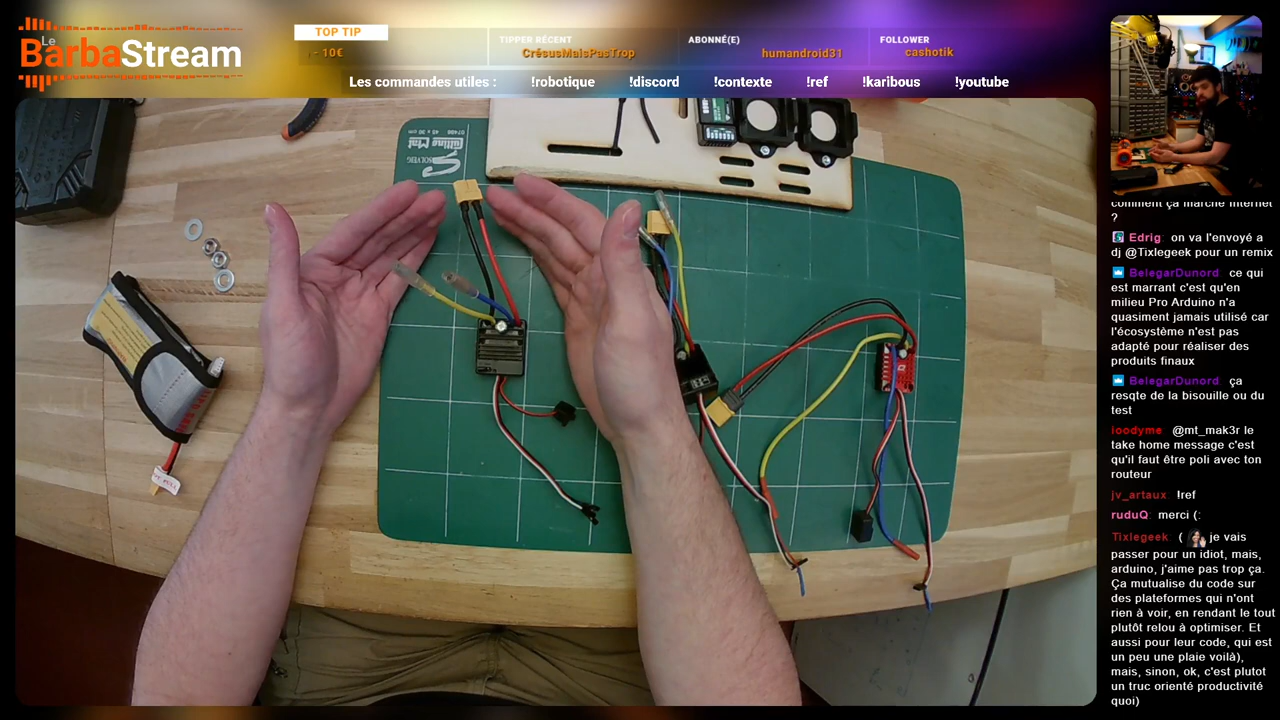 Le
BarbaStream
TOP TIP
- 10€
TIPPER RÉCENT
CrésusMaisPasTrop
ABONNÉ(E)
humandroid31
FOLLOWER
cashotik
Les commandes utiles : !robotique !discord !contexte !ref !karibous !youtube
07490 45 x 30 cm
Cutting Mat
comment ça marche internet
?
Edrig: on va l'envoyé a
dj @Tixlegeek pour un remix
BelegarDunord: ce qui
est marrant c'est qu'en
milieu Pro Arduino n'a
quasiment jamais utilisé car
l'écosystème n'est pas
adapté pour réaliser des
produits finaux
BelegarDunord: ça
resqte de la bisouille ou du
test
ioodyme: @mt_mak3r le
take home message c'est
qu'il faut être poli avec ton
routeur
jv_artaux: !ref
ruduQ: merci (:
Tixlegeek: ( je vais
passer pour un idiot, mais,
arduino, j'aime pas trop ça.
Ça mutualise du code sur
des plateformes qui n'ont
rien à voir, en rendant le tout
plutôt relou à optimiser. Et
aussi pour leur code, qui est
un peu une plaie voilà),
mais, sinon, ok, c'est plutot
un truc orienté productivité
quoi)